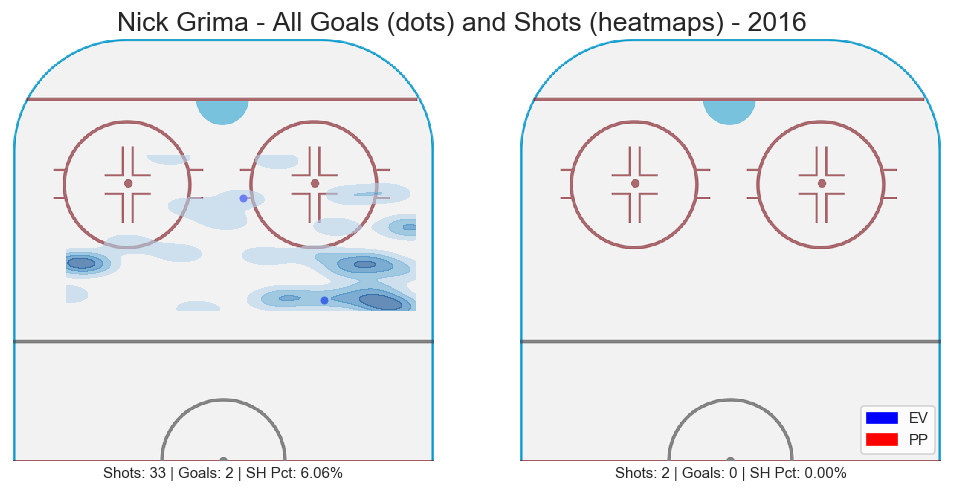 Nick Grima - All Goals (dots) and Shots (heatmaps) - 2016
EV
PP
Shots: 33 | Goals: 2 | SH Pct: 6.06%
Shots: 2 | Goals: 0 | SH Pct: 0.00%